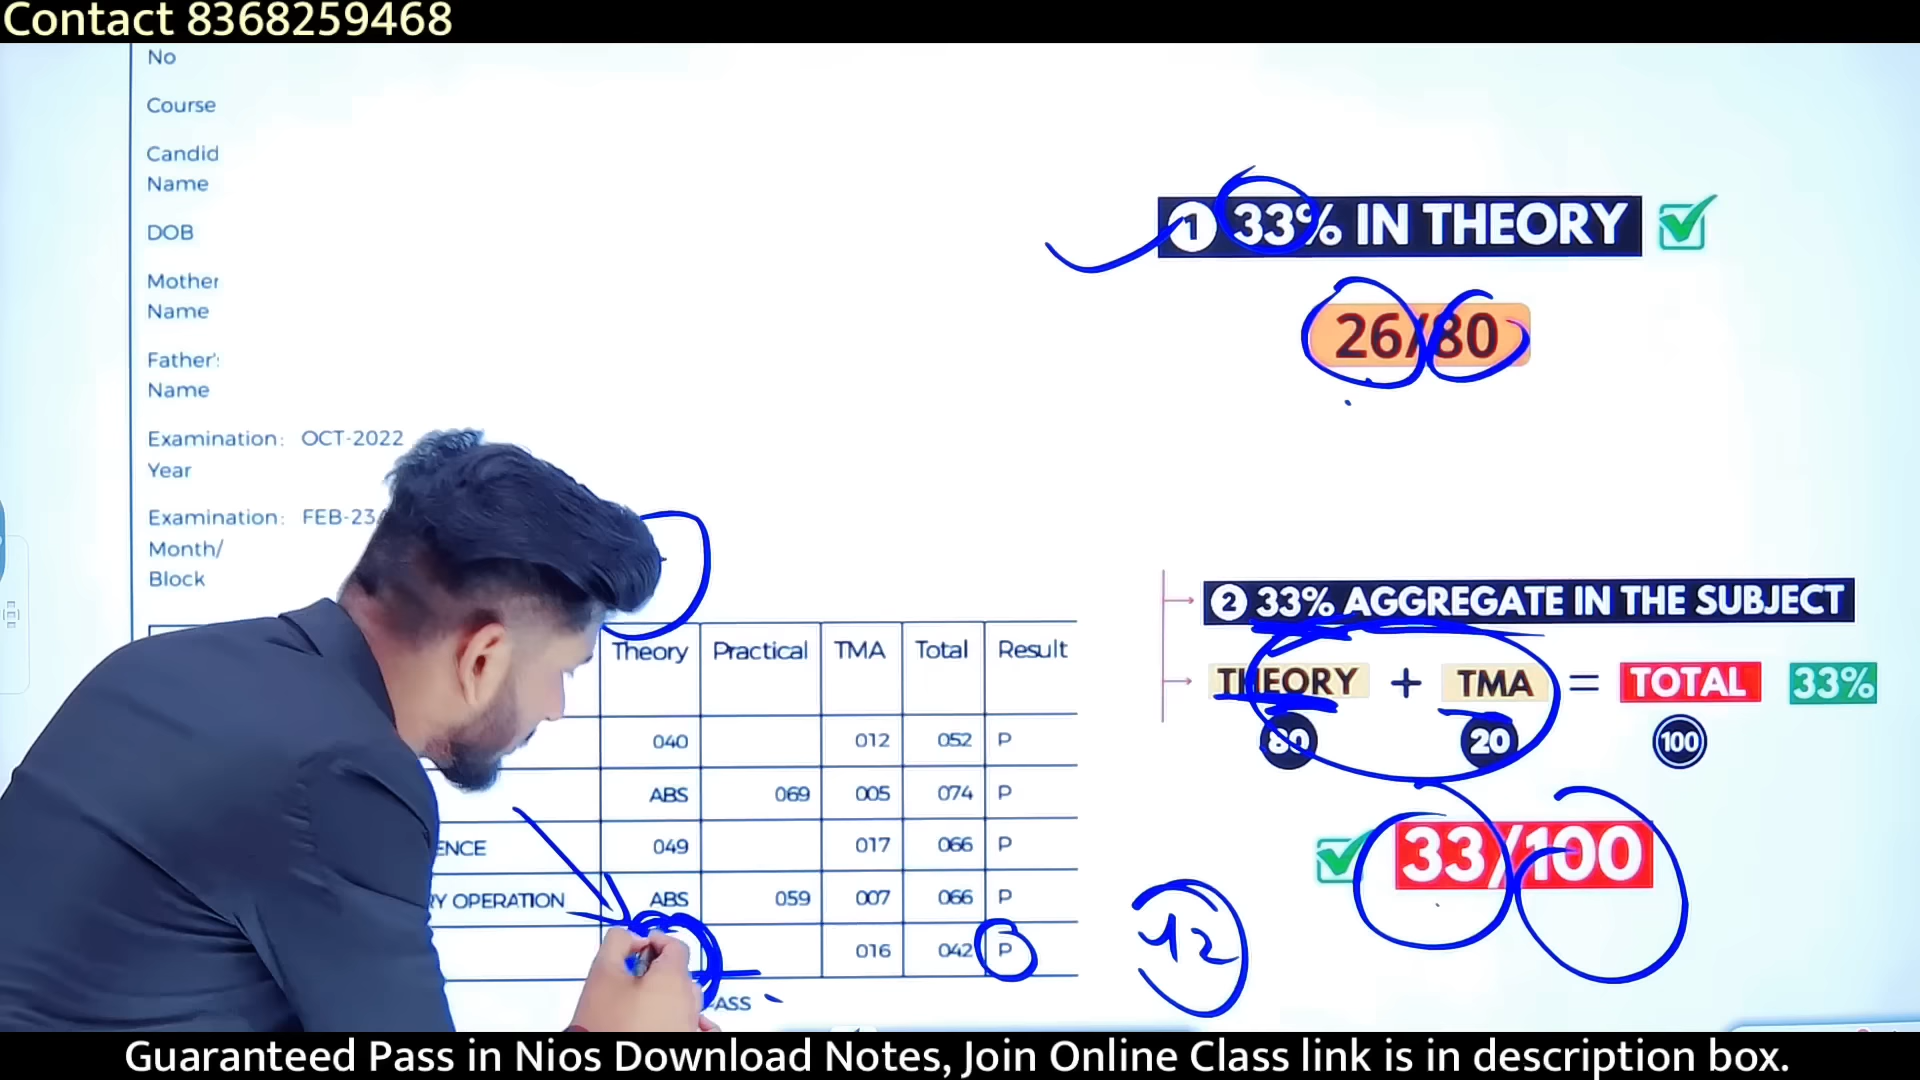 Contact 8368259468
No
Course
Candid
Name
DOB
Mother
Name
Father's
Name
Examination: OCT-2022
Year
Examination: FEB-23
Month/
Block
Theory Practical TMA Total Result
040 012 052 P
ABS 069 005 074 P
ENCE 049 017 066 P
RY OPERATION ABS 059 007 066 P
016 042 P
PASS
1 33% IN THEORY
26/80
2 33% AGGREGATE IN THE SUBJECT
THEORY + TMA = TOTAL 33%
80 20 100
33/100
12
Guaranteed Pass in Nios Download Notes, Join Online Class link is in description box.